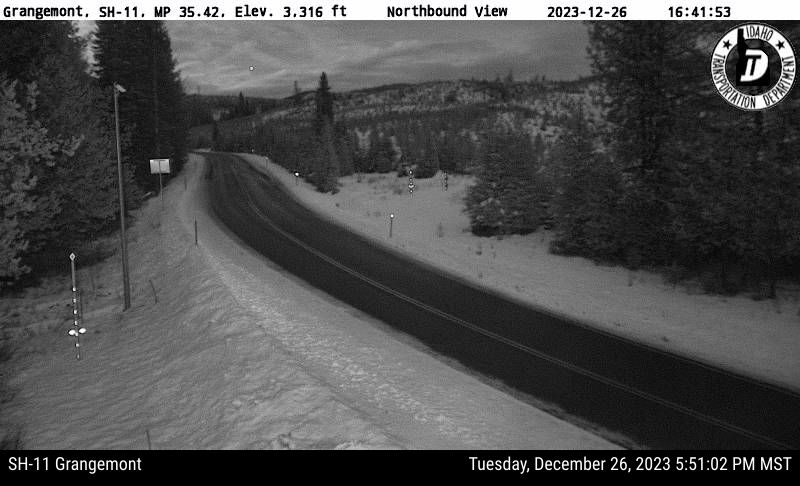 Grangemont, SH-11, MP 35.42, Elev. 3,316 ft Northbound View 2023-12-26 16:41:53
IDAHO
TRANSPORTATION DEPARTMENT
SH-11 Grangemont Tuesday, December 26, 2023 5:51:02 PM MST